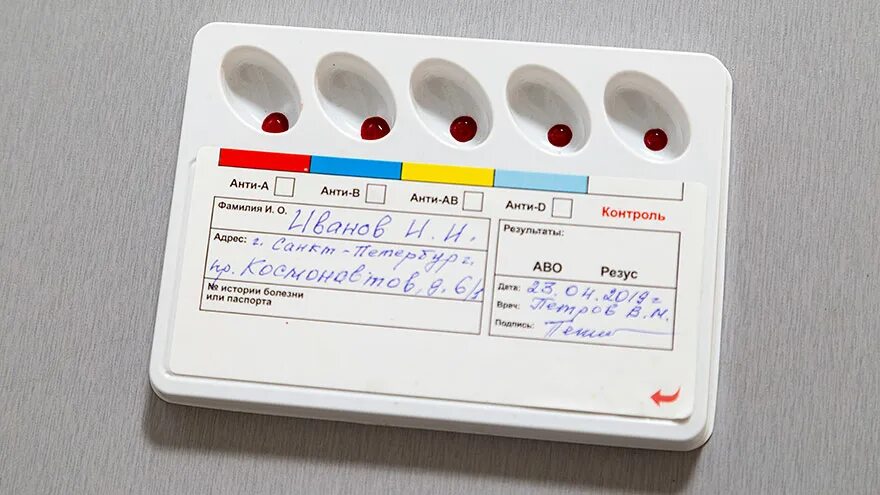 Анти-А Анти-В Анти-АВ Анти-D Контроль
Фамилия И. О. Иванов И. И.
Адрес: г. Санкт-Петербург,
пр. Космонавтов, д. 6/
№ истории болезни
или паспорта
Результаты:
АВО Резус
Дата: 23.04.2019 г
Врач: Петров В. М.
Подпись: